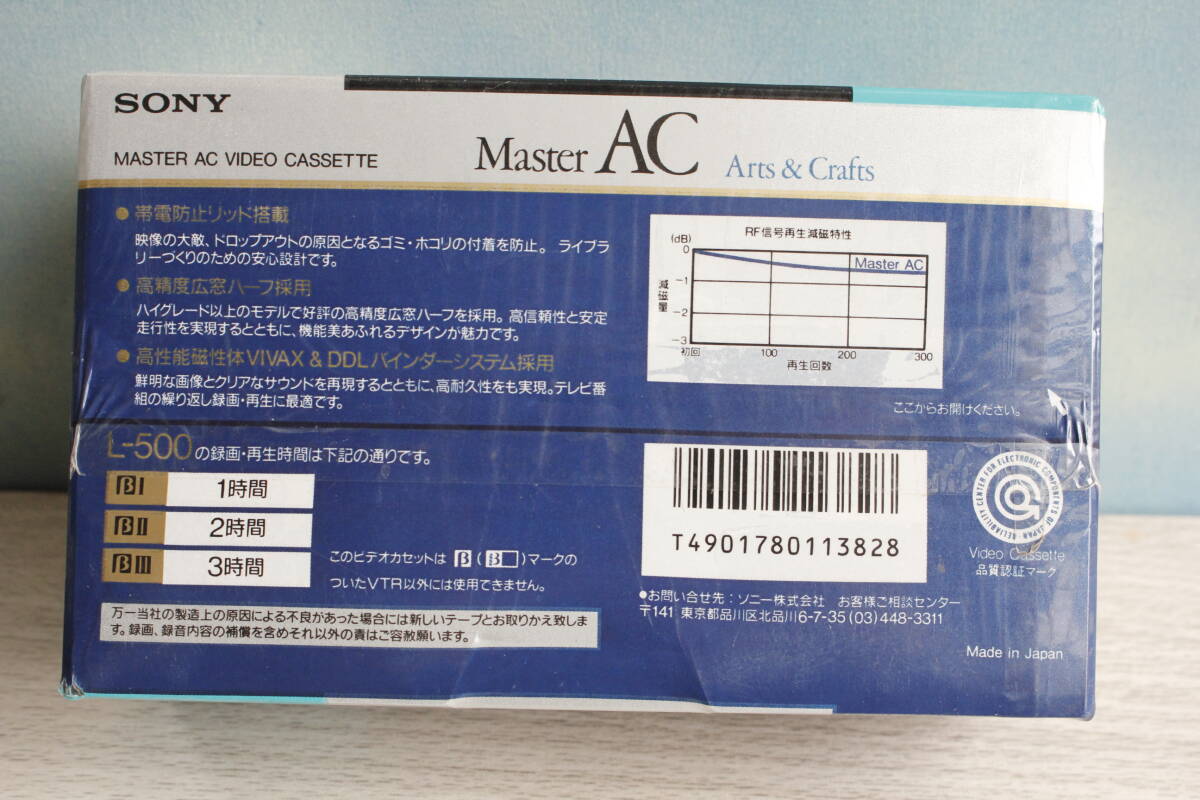 SONY
MASTER AC VIDEO CASSETTE
Master AC Arts & Crafts
●帯電防止リッド搭載
映像の大敵、ドロップアウトの原因となるゴミ・ホコリの付着を防止。ライブラ
リーづくりのための安心設計です。
●高精度広窓ハーフ採用
ハイグレード以上のモデルで好評の高精度広窓ハーフを採用。高信頼性と安定
走行性を実現するとともに、機能美あふれるデザインが魅力です。
●高性能磁性体VIVAX & DDLバインダーシステム採用
鮮明な画像とクリアなサウンドを再現するとともに、高耐久性をも実現。テレビ番
組の繰り返し録画・再生に最適です。
RF信号再生減磁特性
(dB)
0
-1
-2
-3
減磁量
Master AC
初回 100 200 300
再生回数
ここからお開けください。
L-500の録画・再生時間は下記の通りです。
βI 1時間
βII 2時間
βIII 3時間
このビデオカセットはβ(β)マークの
ついたVTR以外には使用できません。
万一当社の製造上の原因による不良があった場合には新しいテープとお取りかえ致しま
す。録画、録音内容の補償を含めそれ以外の責はご容赦願います。
T4901780113828
RELIABILITY CENTER FOR ELECTRONIC COMPONENTS OF JAPAN
Video Cassette
品質認証マーク
●お問い合せ先：ソニー株式会社 お客様ご相談センター
〒141 東京都品川区北品川6-7-35 (03)448-3311
Made in Japan